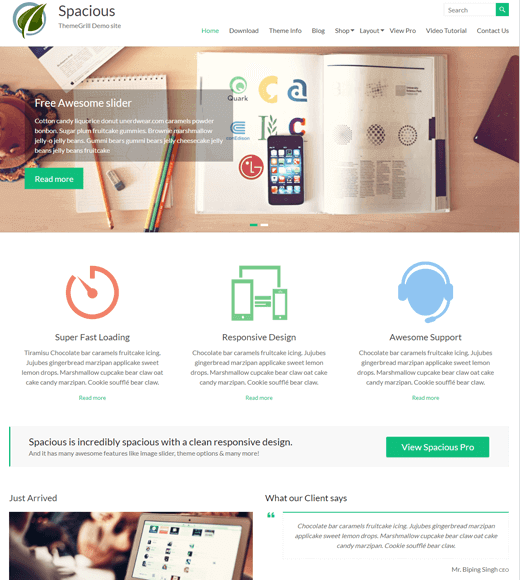 Spacious
ThemeGrill Demo site
Search
Home Download Theme Info Blog Shop Layout View Pro Video Tutorial Contact Us
Free Awesome slider
Cotton candy liquorice donut unerdwear.com caramels powder
bonbon. Sugar plum fruitcake gummies. Brownie marshmallow
jelly-o jelly beans. Gummi bears gummi bears jelly cheesecake jelly
beans jelly beans fruitcake
Read more
Quark
LG
Super Fast Loading
Tiramisu Chocolate bar caramels fruitcake icing.
Jujubes gingerbread marzipan applicake sweet
lemon drops. Marshmallow cupcake bear claw oat
cake candy marzipan. Cookie soufflé bear claw.
Read more
Responsive Design
Chocolate bar caramels fruitcake icing. Jujubes
gingerbread marzipan applicake sweet lemon
drops. Marshmallow cupcake bear claw oat cake
candy marzipan. Cookie soufflé bear claw.
Read more
Awesome Support
Chocolate bar caramels fruitcake icing. Jujubes
gingerbread marzipan applicake sweet lemon
drops. Marshmallow cupcake bear claw oat cake
candy marzipan. Cookie soufflé bear claw.
Read more
Spacious is incredibly spacious with a clean responsive design.
And it has many awesome features like image slider, theme options & many more!
View Spacious Pro
Just Arrived
What our Client says
Chocolate bar caramels fruitcake icing. Jujubes gingerbread marzipan
applicake sweet lemon drops. Marshmallow cupcake bear claw oat cake
candy marzipan. Cookie soufflé bear claw.
Mr. Biping Singh CEO